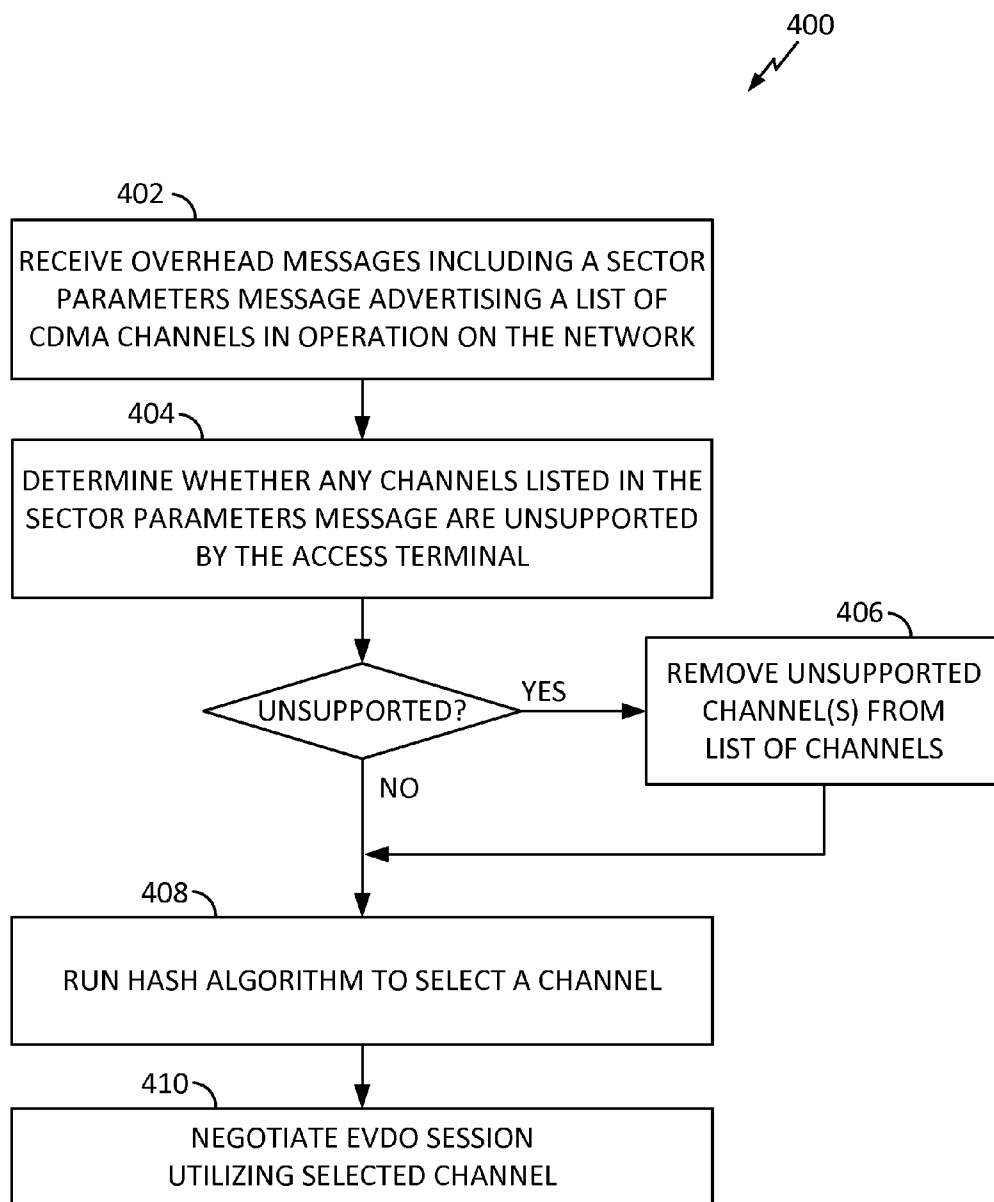 400
402
RECEIVE OVERHEAD MESSAGES INCLUDING A SECTOR
PARAMETERS MESSAGE ADVERTISING A LIST OF
CDMA CHANNELS IN OPERATION ON THE NETWORK
404
DETERMINE WHETHER ANY CHANNELS LISTED IN THE
SECTOR PARAMETERS MESSAGE ARE UNSUPPORTED
BY THE ACCESS TERMINAL
UNSUPPORTED?
YES
406
REMOVE UNSUPPORTED
CHANNEL(S) FROM
LIST OF CHANNELS
NO
408
RUN HASH ALGORITHM TO SELECT A CHANNEL
410
NEGOTIATE EVDO SESSION
UTILIZING SELECTED CHANNEL